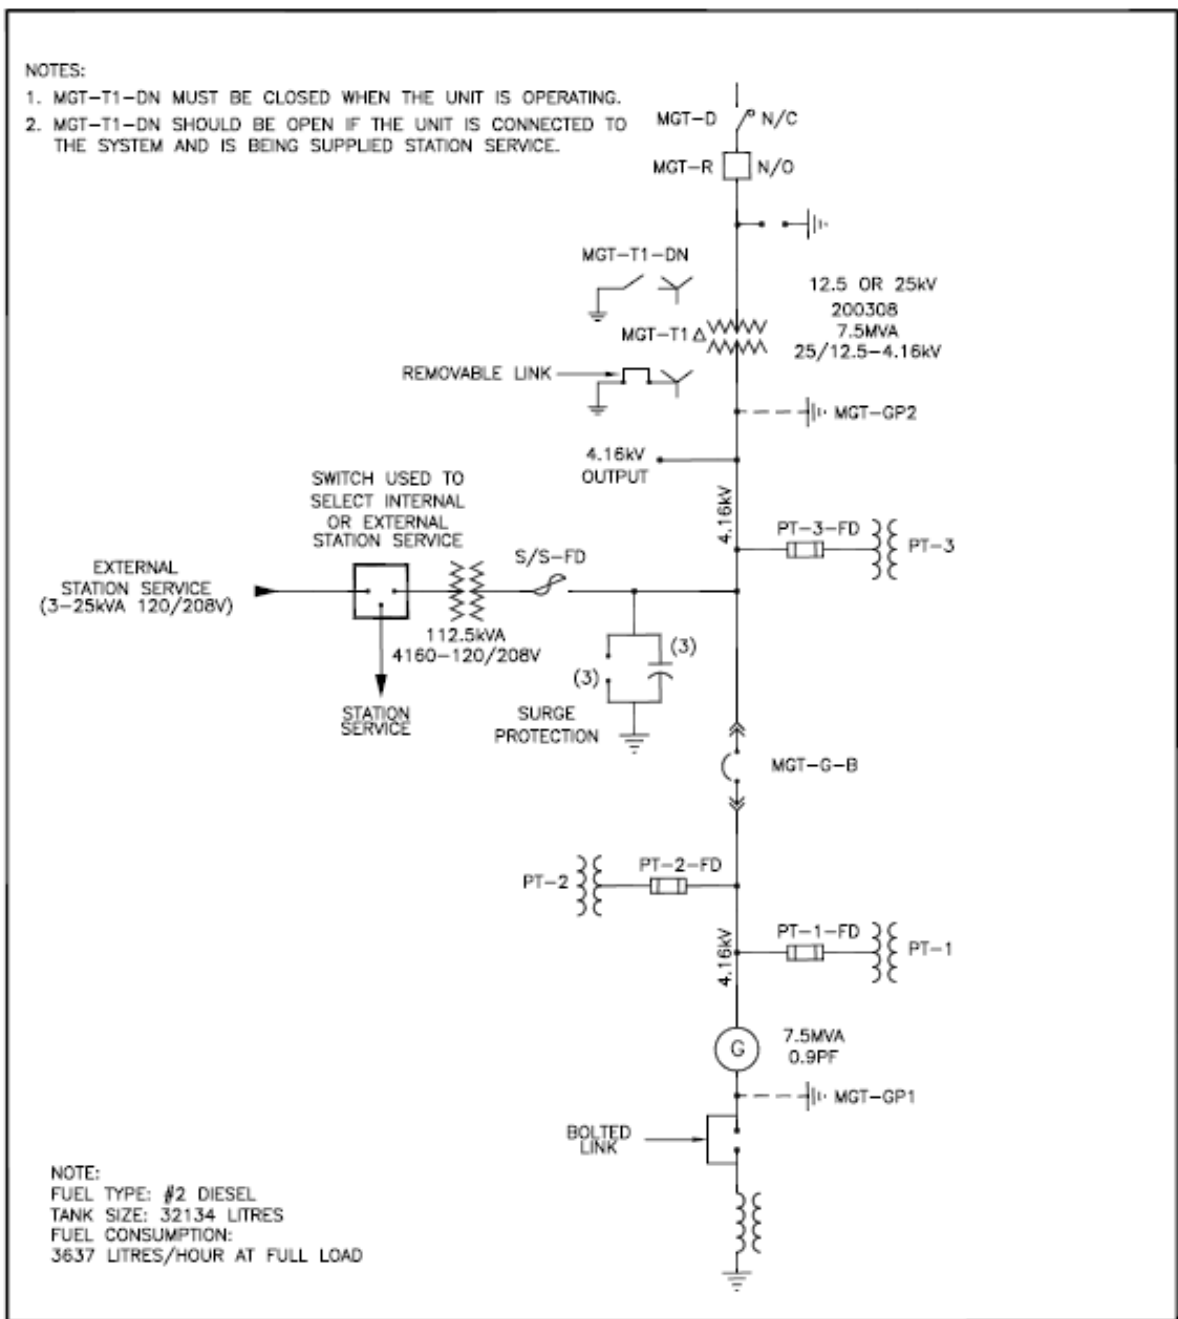 NOTES:
1. MGT-T1-DN MUST BE CLOSED WHEN THE UNIT IS OPERATING.
2. MGT-T1-DN SHOULD BE OPEN IF THE UNIT IS CONNECTED TO
THE SYSTEM AND IS BEING SUPPLIED STATION SERVICE.
MGT-D
N/C
MGT-R
N/O
MGT-T1-DN
12.5 OR 25kV
200308
7.5MVA
25/12.5-4.16kV
MGT-T1
REMOVABLE LINK
MGT-GP2
4.16kV
OUTPUT
4.16kV
SWITCH USED TO
SELECT INTERNAL
OR EXTERNAL
STATION SERVICE
PT-3-FD
PT-3
S/S-FD
EXTERNAL
STATION SERVICE
(3-25kVA 120/208V)
112.5kVA
4160-120/208V
(3)
(3)
STATION
SERVICE
SURGE
PROTECTION
MGT-G-B
PT-2
PT-2-FD
PT-1-FD
PT-1
4.16kV
G
7.5MVA
0.9PF
MGT-GP1
BOLTED
LINK
NOTE:
FUEL TYPE: #2 DIESEL
TANK SIZE: 32134 LITRES
FUEL CONSUMPTION:
3637 LITRES/HOUR AT FULL LOAD